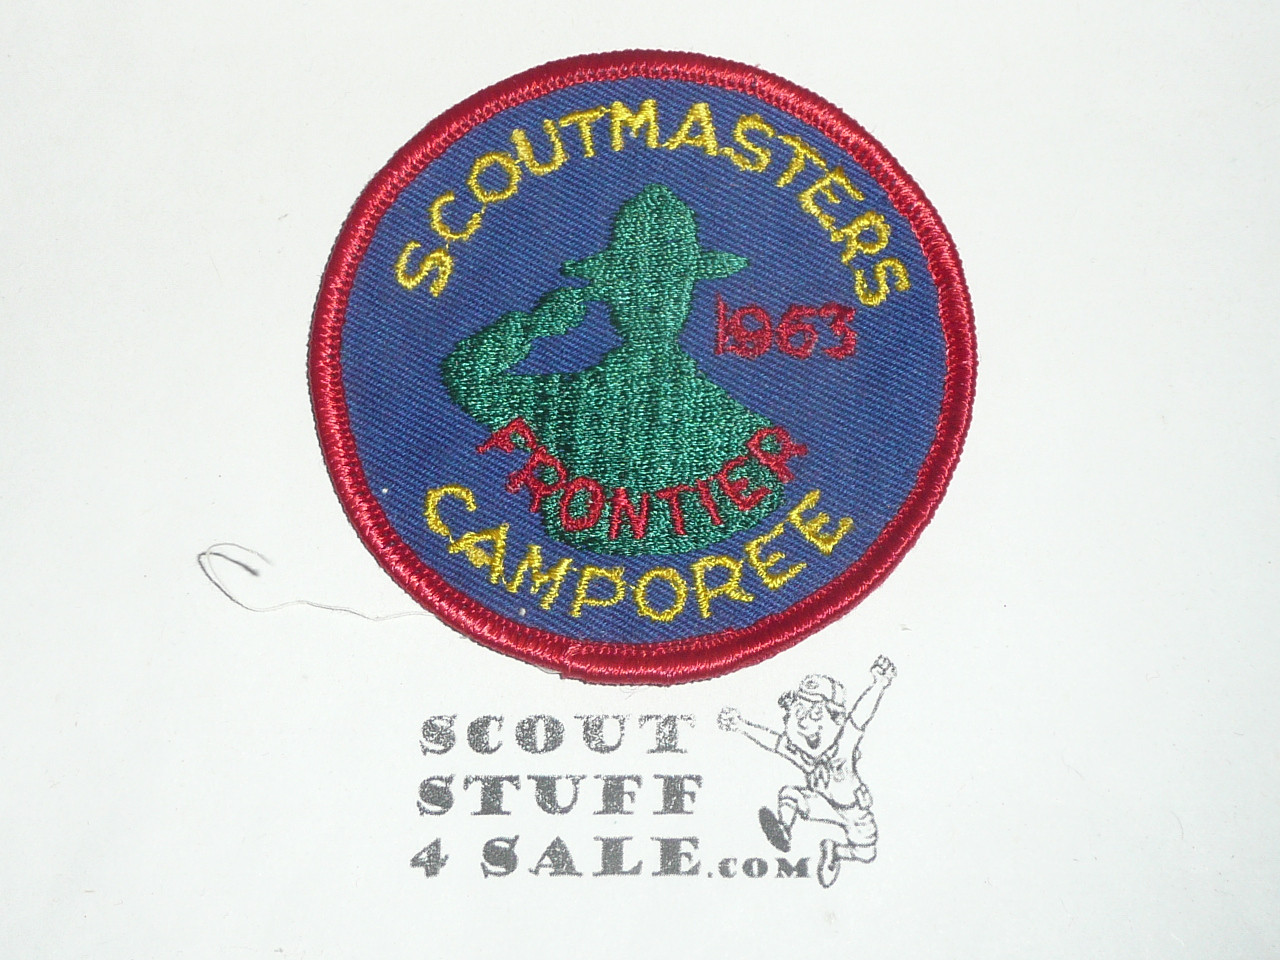 SCOUTMASTERS
1963
FRONTIER
CAMPOREE
SCOUT
STUFF
4 SALE.COM